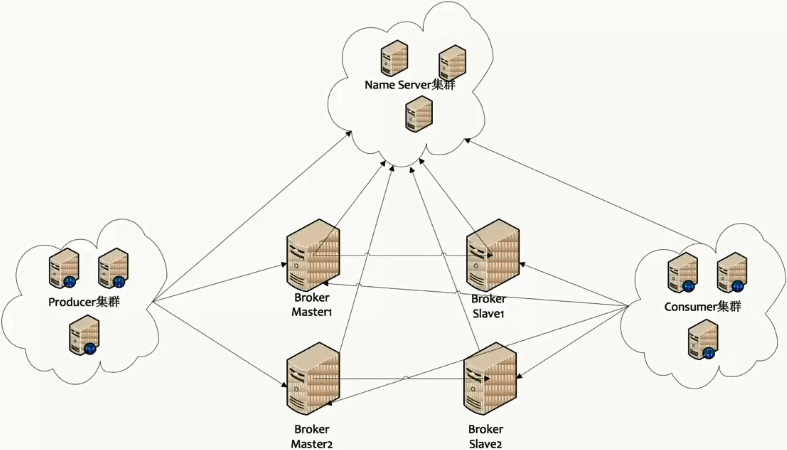 Name Server集群
Producer集群
Broker
Master1
Broker
Slave1
Consumer集群
Broker
Master2
Broker
Slave2